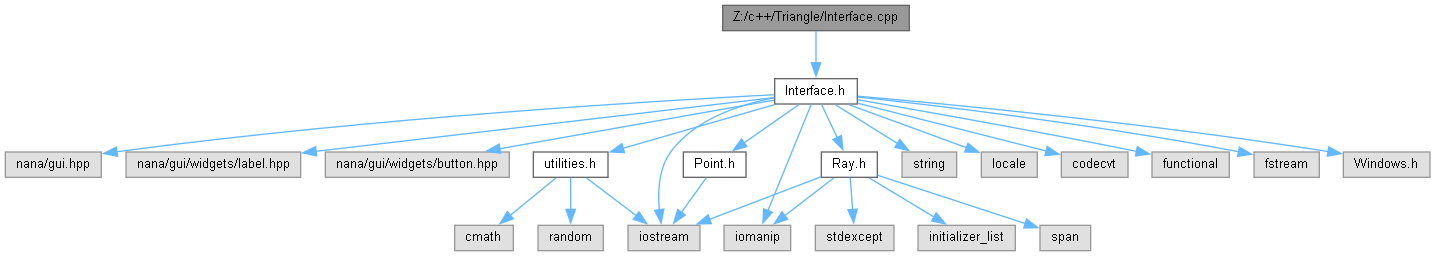 Z:/c++/Triangle/Interface.cpp
Interface.h
nana/gui.hpp
nana/gui/widgets/label.hpp
nana/gui/widgets/button.hpp
utilities.h
Point.h
Ray.h
string
locale
codecvt
functional
fstream
Windows.h
cmath
random
iostream
iomanip
stdexcept
initializer_list
span